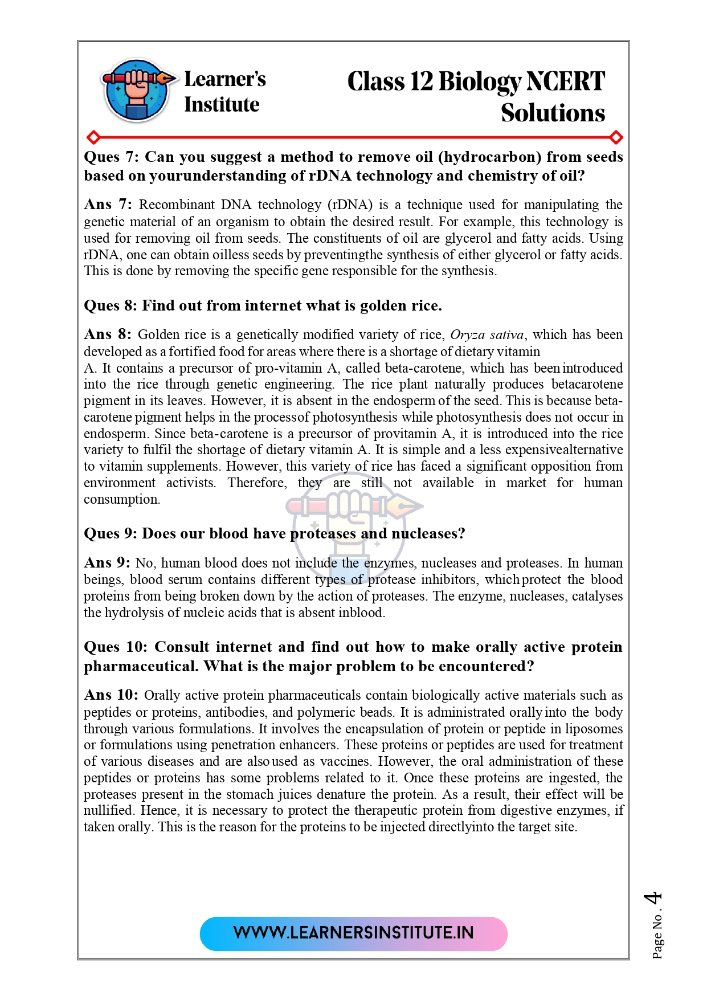 Learner's
Institute
Class 12 Biology NCERT
Solutions
Ques 7: Can you suggest a method to remove oil (hydrocarbon) from seeds
based on yourunderstanding of rDNA technology and chemistry of oil?
Ans 7: Recombinant DNA technology (rDNA) is a technique used for manipulating the
genetic material of an organism to obtain the desired result. For example, this technology is
used for removing oil from seeds. The constituents of oil are glycerol and fatty acids. Using
rDNA, one can obtain oilless seeds by preventingthe synthesis of either glycerol or fatty acids.
This is done by removing the specific gene responsible for the synthesis.
Ques 8: Find out from internet what is golden rice.
Ans 8: Golden rice is a genetically modified variety of rice, Oryza sativa, which has been
developed as a fortified food for areas where there is a shortage of dietary vitamin
A. It contains a precursor of pro-vitamin A, called beta-carotene, which has been introduced
into the rice through genetic engineering. The rice plant naturally produces betacarotene
pigment in its leaves. However, it is absent in the endosperm of the seed. This is because beta-
carotene pigment helps in the processof photosynthesis while photosynthesis does not occur in
endosperm. Since beta-carotene is a precursor of provitamin A, it is introduced into the rice
variety to fulfil the shortage of dietary vitamin A. It is simple and a less expensivealternative
to vitamin supplements. However, this variety of rice has faced a significant opposition from
environment activists. Therefore, they are still not available in market for human
consumption.
Ques 9: Does our blood have proteases and nucleases?
Ans 9: No, human blood does not include the enzymes, nucleases and proteases. In human
beings, blood serum contains different types of protease inhibitors, which protect the blood
proteins from being broken down by the action of proteases. The enzyme, nucleases, catalyses
the hydrolysis of nucleic acids that is absent inblood.
Ques 10: Consult internet and find out how to make orally active protein
pharmaceutical. What is the major problem to be encountered?
Ans 10: Orally active protein pharmaceuticals contain biologically active materials such as
peptides or proteins, antibodies, and polymeric beads. It is administrated orally into the body
through various formulations. It involves the encapsulation of protein or peptide in liposomes
or formulations using penetration enhancers. These proteins or peptides are used for treatment
of various diseases and are also used as vaccines. However, the oral administration of these
peptides or proteins has some problems related to it. Once these proteins are ingested, the
proteases present in the stomach juices denature the protein. As a result, their effect will be
nullified. Hence, it is necessary to protect the therapeutic protein from digestive enzymes, if
taken orally. This is the reason for the proteins to be injected directlyinto the target site.
Page No . 4
WWW.LEARNERSINSTITUTE.IN